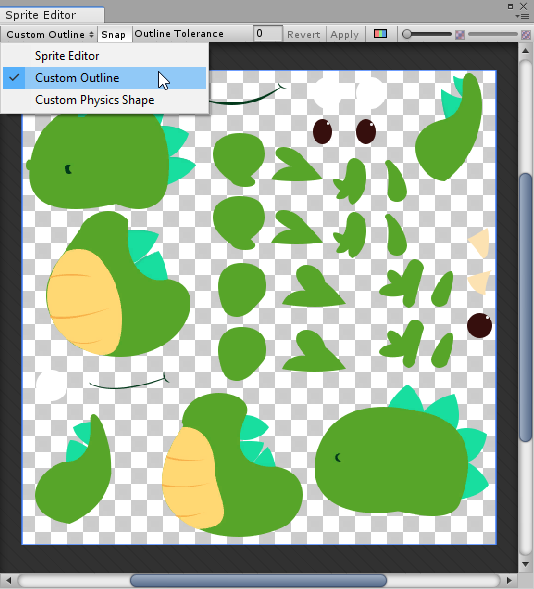 Sprite Editor
Custom Outline Snap Outline Tolerance 0 Revert Apply
Sprite Editor
Custom Outline
Custom Physics Shape